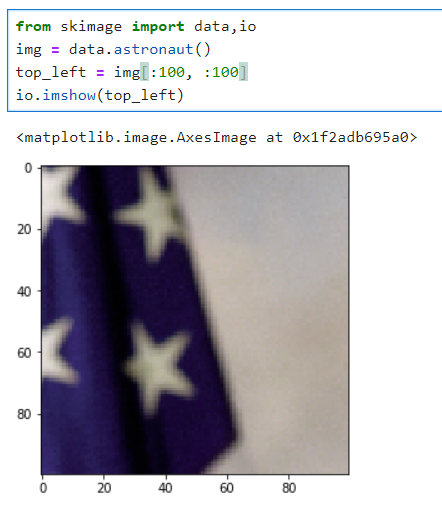 from skimage import data,io
img = data.astronaut()
top_left = img[:100, :100]
io.imshow(top_left)
<matplotlib.image.AxesImage at 0x1f2adb695a0>
0
20
40
60
80
0 20 40 60 80